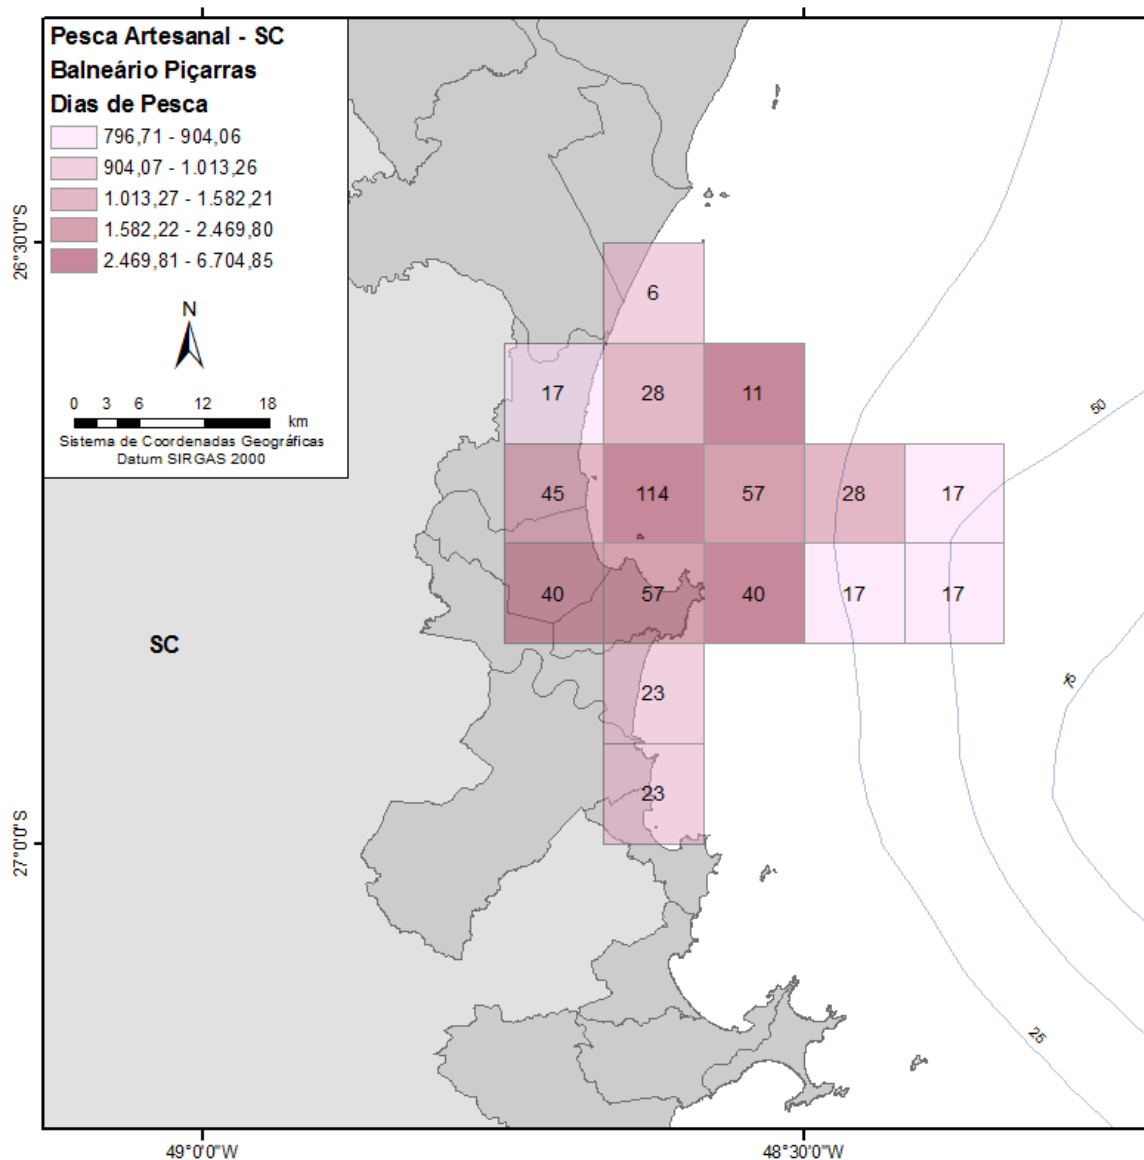 Pesca Artesanal - SC
Balneário Piçarras
Dias de Pesca
796,71 - 904,06
904,07 - 1.013,26
1.013,27 - 1.582,21
1.582,22 - 2.469,80
2.469,81 - 6.704,85
N
0 3 6 12 18
km
Sistema de Coordenadas Geográficas
Datum SIRGAS 2000
26°30'0"S
6
17 28 11
50
45 114 57 28 17
40 57 40 17 17
SC
75
23
23
27°0'0"S
25
49°0'0"W 48°30'0"W